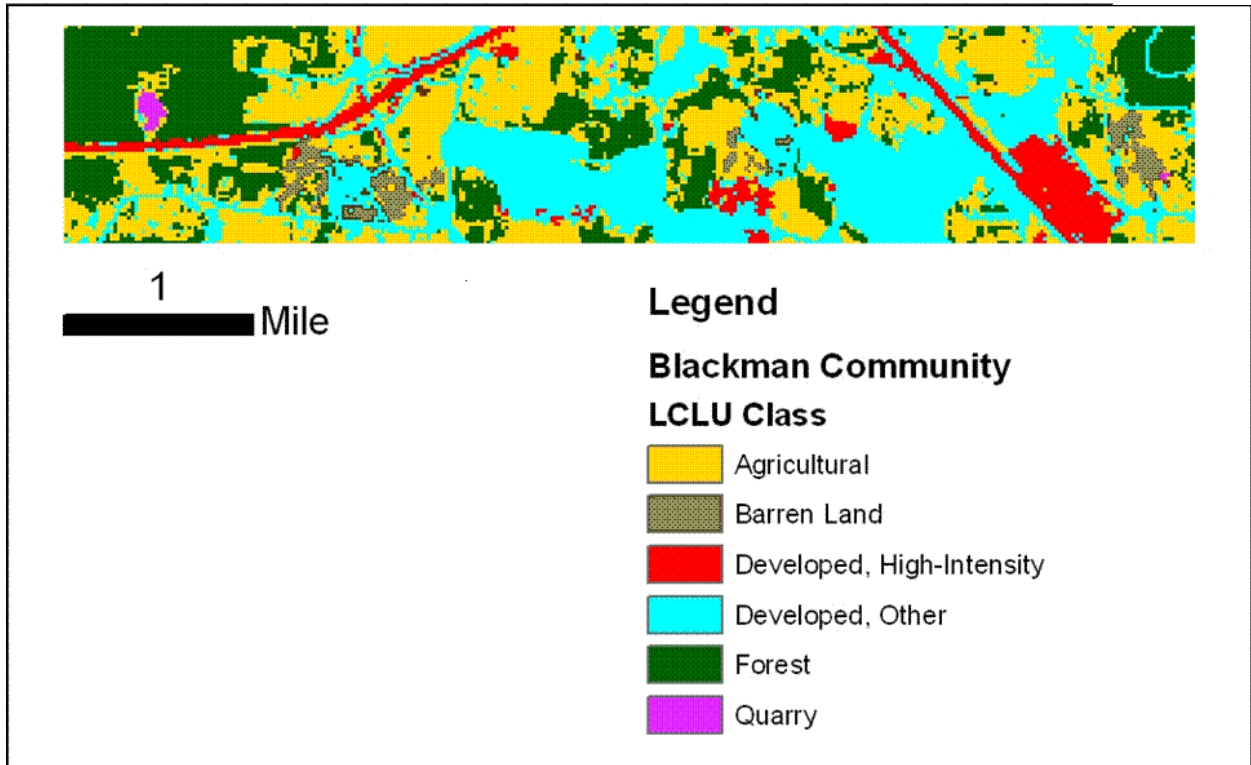 1
Mile
Legend
Blackman Community
LCLU Class
Agricultural
Barren Land
Developed, High-Intensity
Developed, Other
Forest
Quarry